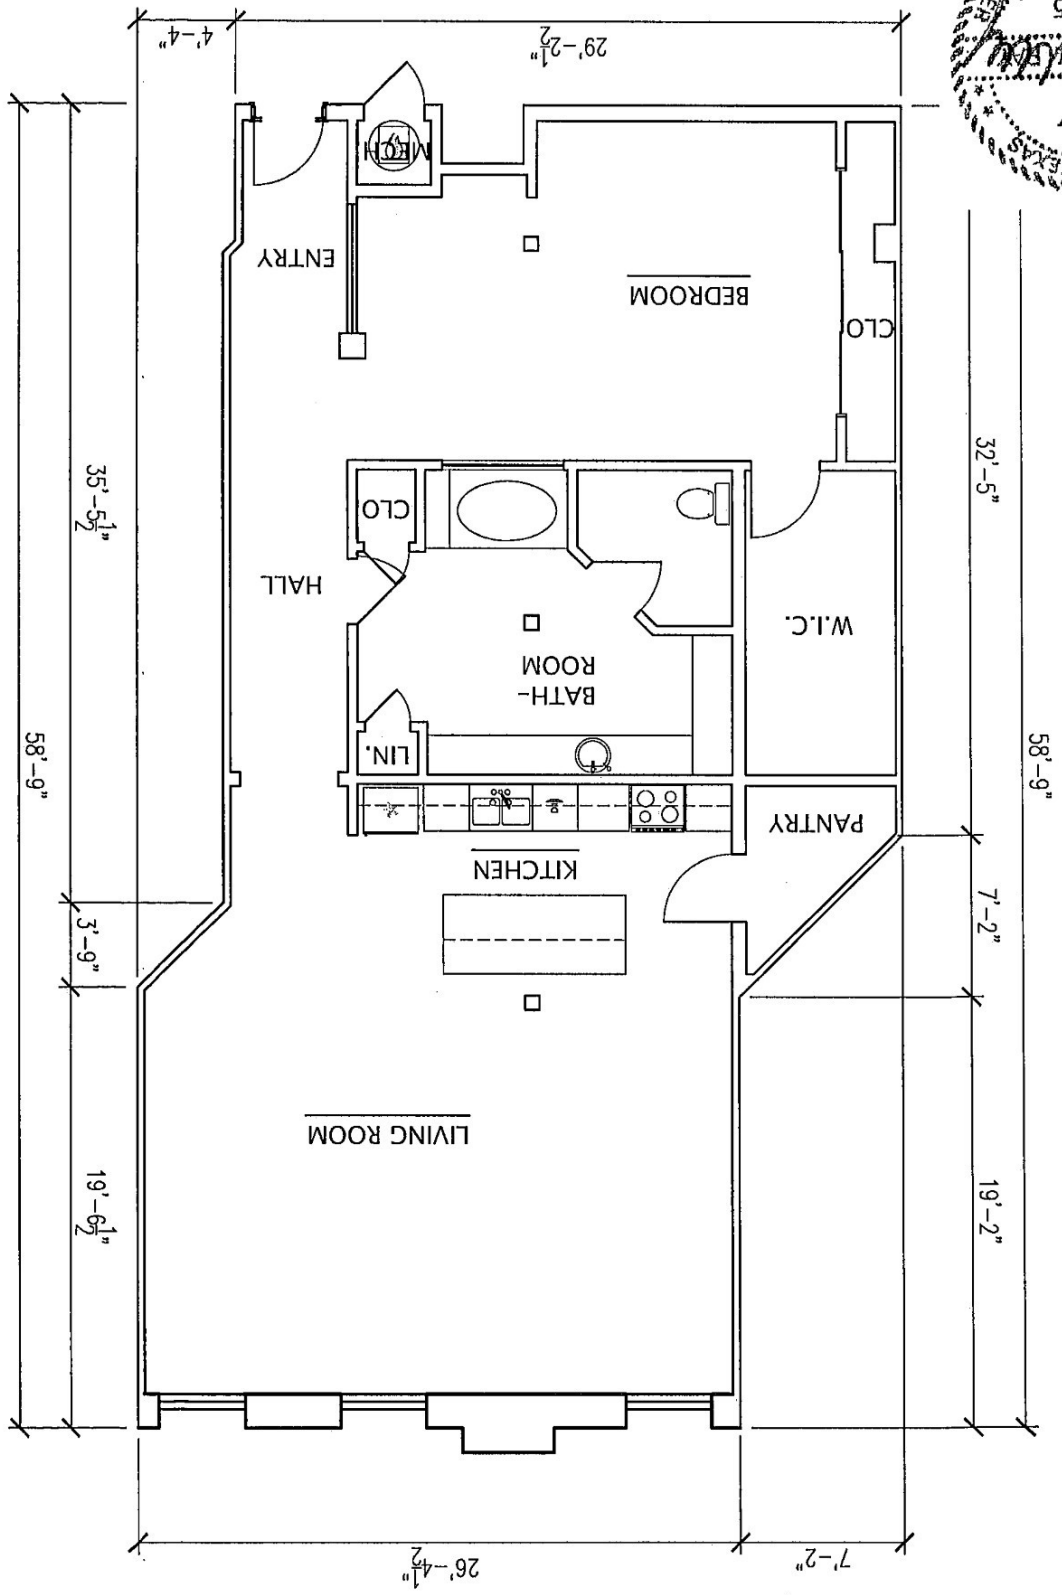 4'-4"
29'-2½"
MECH
ENTRY
BEDROOM
CLO
32'-5"
35'-5½"
CLO
HALL
W.I.C.
BATH-
ROOM
LIN.
58'-9"
58'-9"
PANTRY
KITCHEN
3'-9"
7'-2"
LIVING ROOM
19'-6½"
19'-2"
26'-4½"
7'-2"